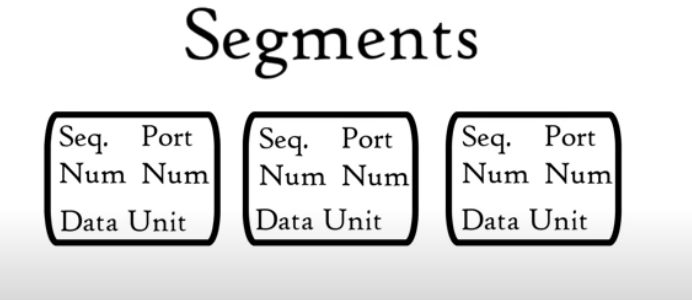 Segments
Seq. Port
Num Num
Data Unit
Seq. Port
Num Num
Data Unit
Seq. Port
Num Num
Data Unit